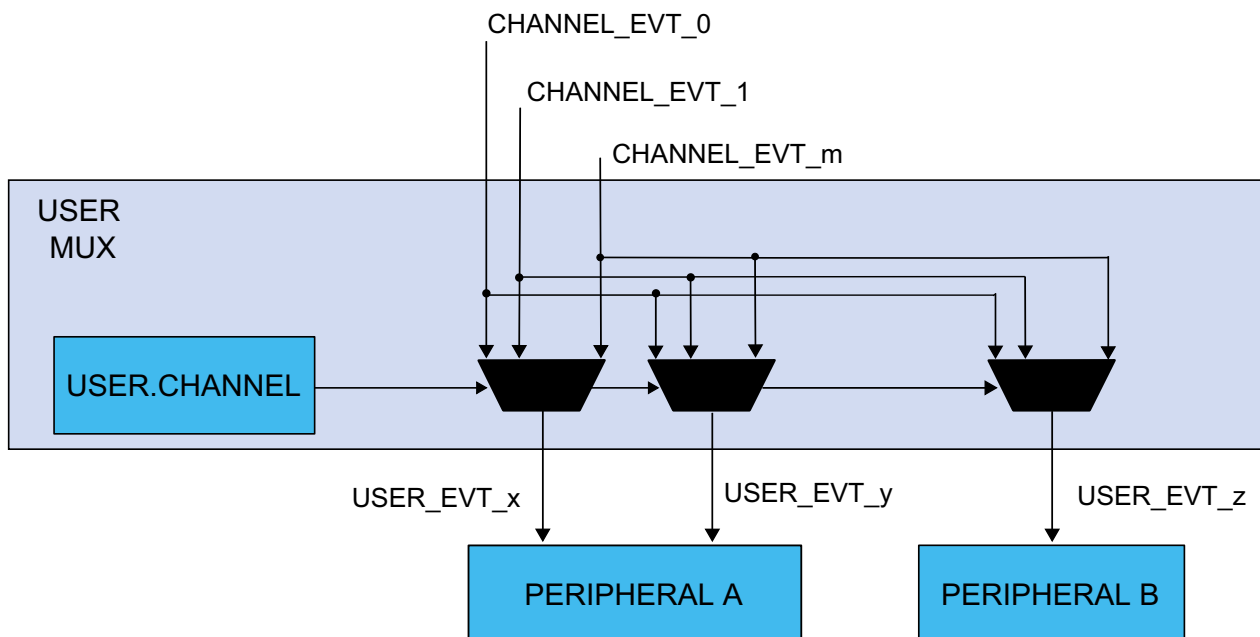 CHANNEL_EVT_0
CHANNEL_EVT_1
CHANNEL_EVT_m
USER
MUX
USER.CHANNEL
USER_EVT_x
USER_EVT_y
USER_EVT_z
PERIPHERAL A
PERIPHERAL B